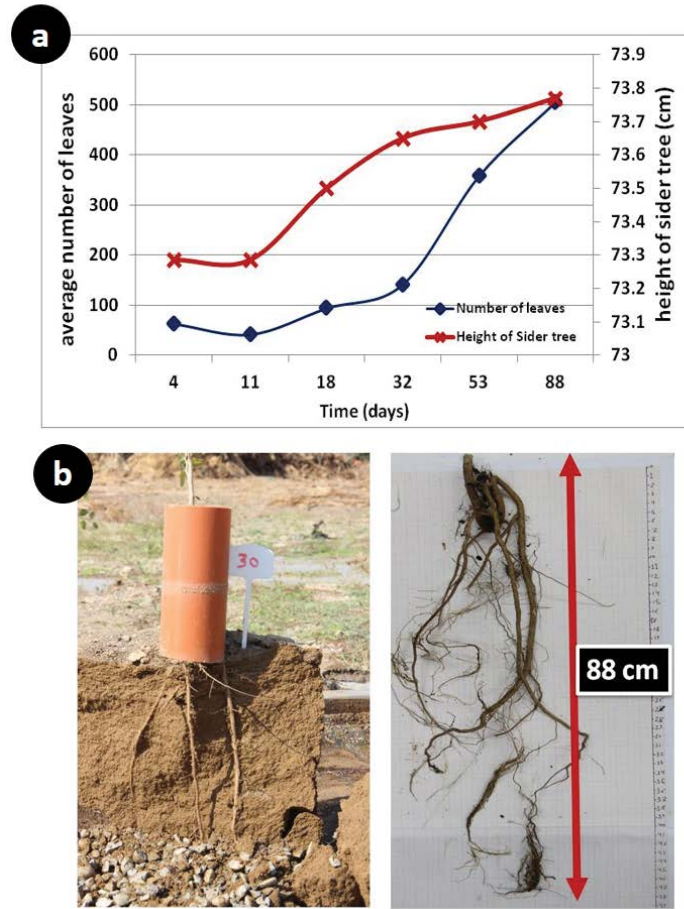 a
600
500
400
300
200
100
0
average number of leaves
73.9
73.8
73.7
73.6
73.5
73.4
73.3
73.2
73.1
73
height of sider tree (cm)
Number of leaves
Height of Sider tree
4 11 18 32 53 88
Time (days)
b
30
88 cm